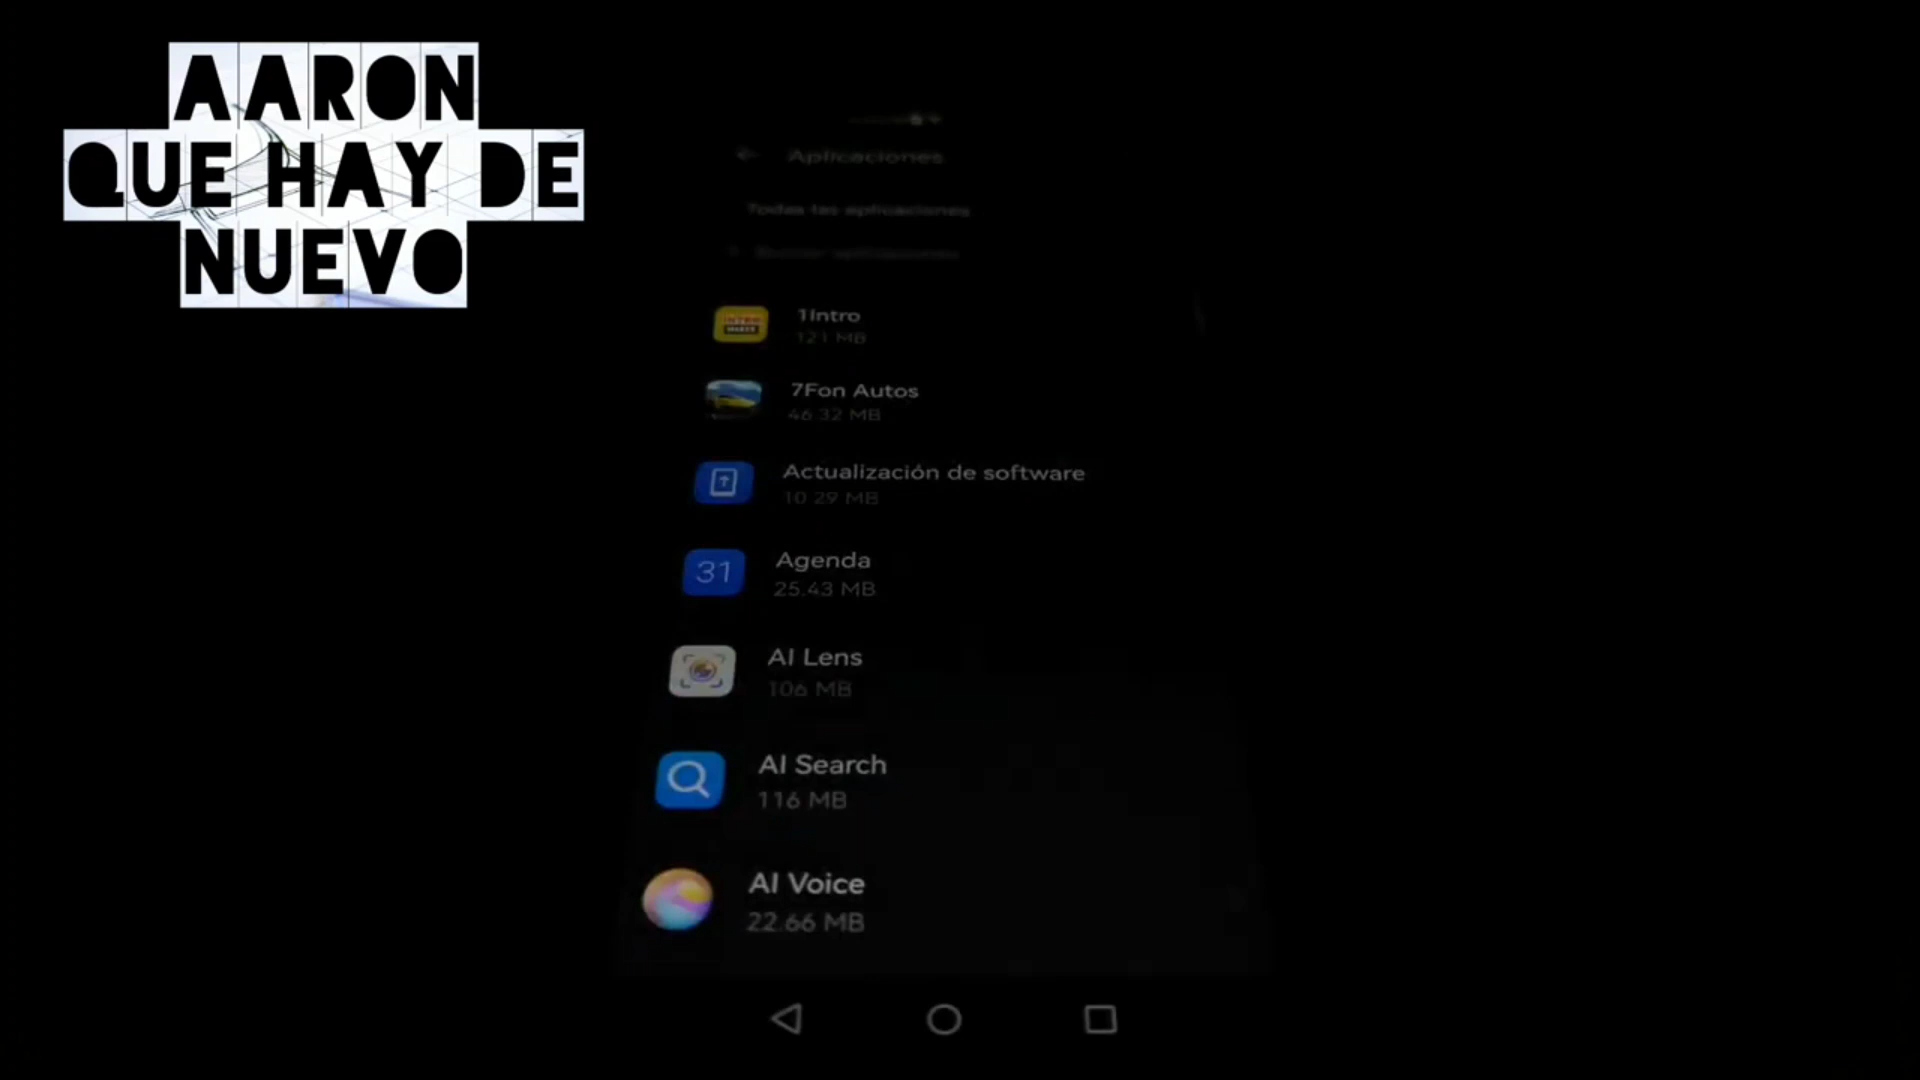 AARON
QUE HAY DE
NUEVO
Aplicaciones
Todas las aplicaciones
Buscar aplicaciones
1Intro
121 MB
7Fon Autos
46.32 MB
Actualización de software
10.29 MB
31
Agenda
25.43 MB
AI Lens
106 MB
AI Search
116 MB
AI Voice
22.66 MB